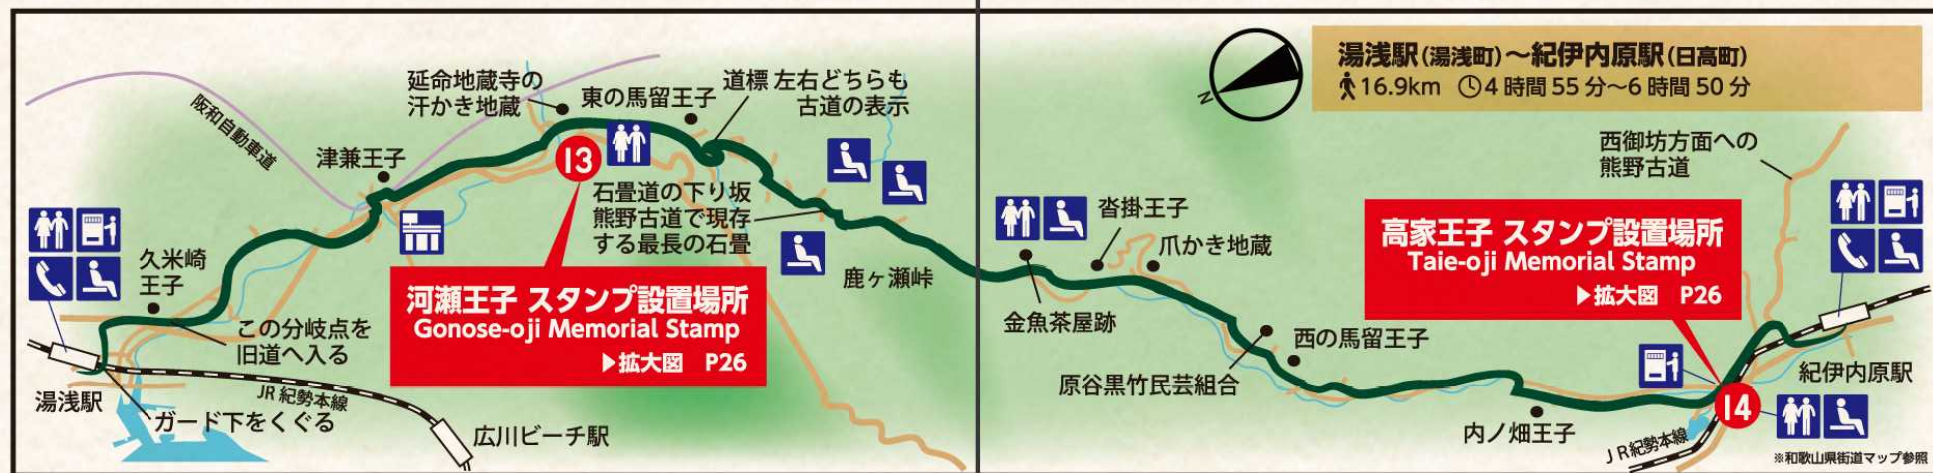 湯浅駅(湯浅町)～紀伊内原駅(日高町)
16.9km 4時間55分～6時間50分
N
延命地蔵寺の
汗かき地蔵
東の馬留王子
道標 左右どちらも
古道の表示
阪和自動車道
津兼王子
13
石畳道の下り坂
熊野古道で現存
する最長の石畳
久米崎
王子
この分岐点を
旧道へ入る
河瀬王子 スタンプ設置場所
Gonose-oji Memorial Stamp
▶拡大図 P26
鹿ヶ瀬峠
湯浅駅
JR紀勢本線
ガード下をくぐる
広川ビーチ駅
西御坊方面への
熊野古道
沓掛王子
爪かき地蔵
金魚茶屋跡
高家王子 スタンプ設置場所
Taie-oji Memorial Stamp
▶拡大図 P26
西の馬留王子
原谷黒竹民芸組合
紀伊内原駅
14
内ノ畑王子
JR紀勢本線
※和歌山県街道マップ参照